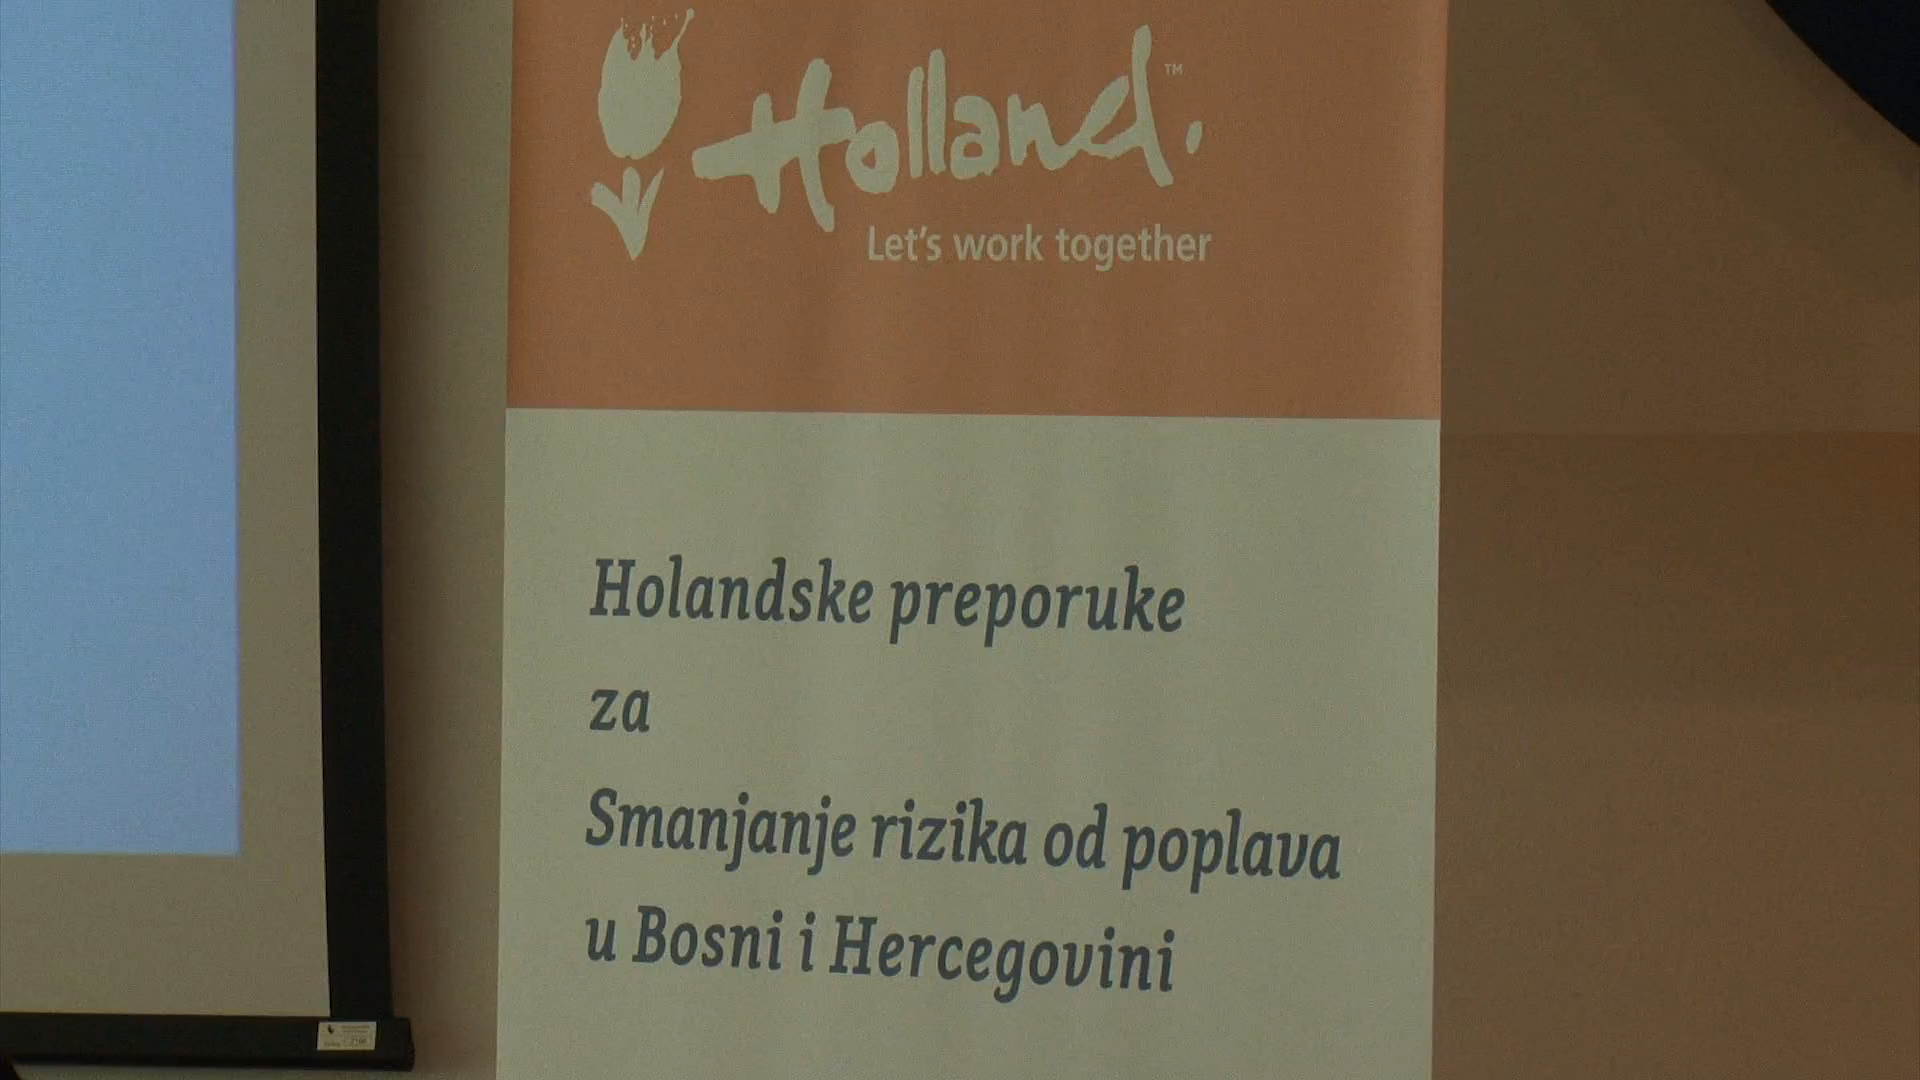 Holland.™
Let's work together
Holandske preporuke
za
Smanjanje rizika od poplava
u Bosni i Hercegovini